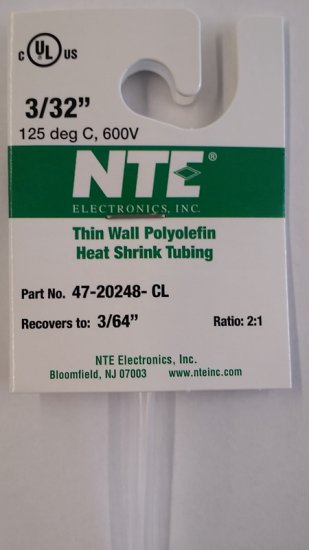 c UL US
3/32”
125 deg C, 600V
NTE®
ELECTRONICS, INC.
Thin Wall Polyolefin
Heat Shrink Tubing
Part No. 47-20248- CL
Recovers to: 3/64” Ratio: 2:1
NTE Electronics, Inc.
Bloomfield, NJ 07003 www.nteinc.com